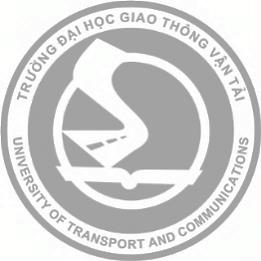 TRƯỜNG ĐẠI HỌC GIAO THÔNG VẬN TẢI
UNIVERSITY OF TRANSPORT AND COMMUNICATIONS